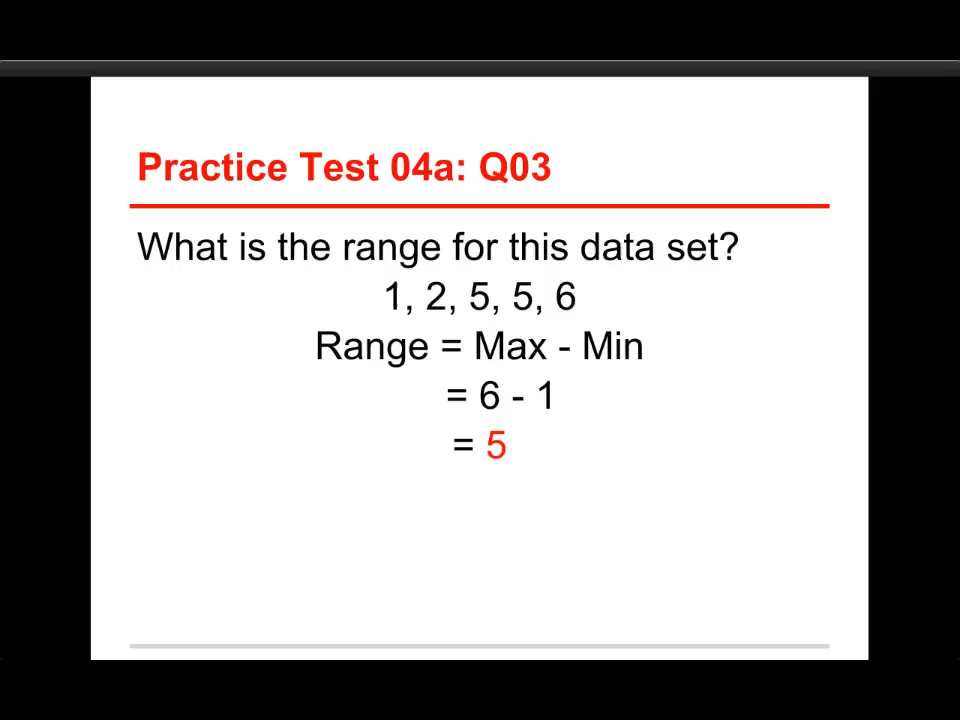 Practice Test 04a: Q03
What is the range for this data set?
1, 2, 5, 5, 6
Range = Max - Min
= 6 - 1
= 5